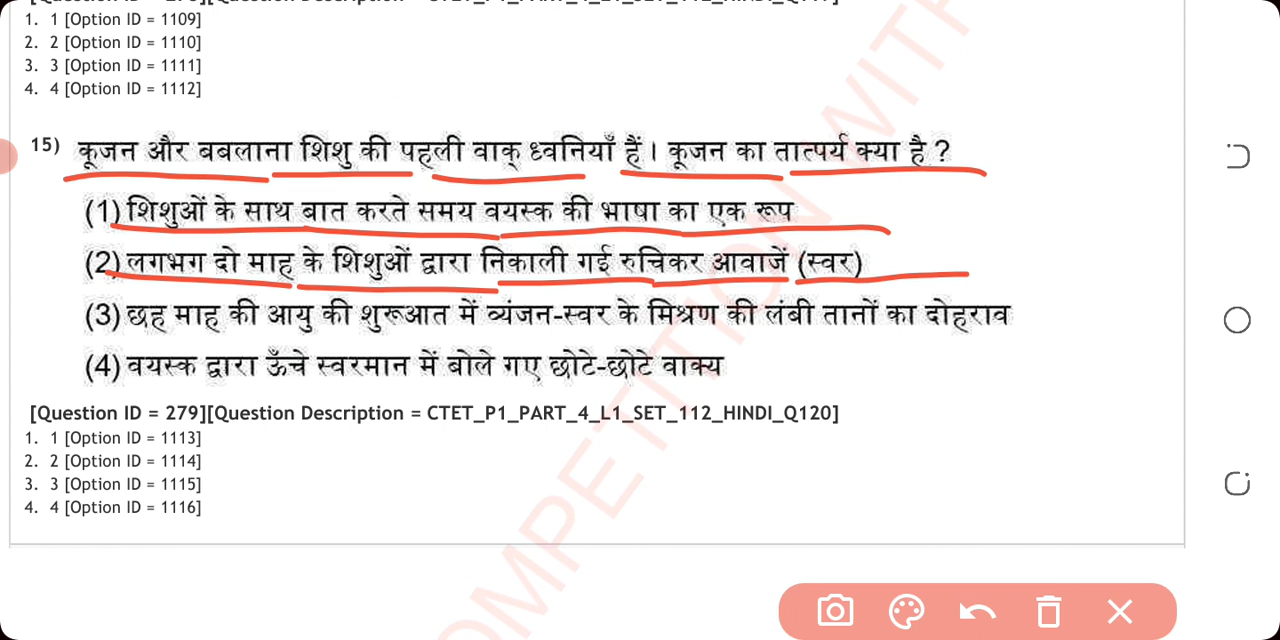 1. 1 [Option ID = 1109]
2. 2 [Option ID = 1110]
3. 3 [Option ID = 1111]
4. 4 [Option ID = 1112]
15) कूजन और बबलाना शिशु की पहली वाक् ध्वनियाँ हैं। कूजन का तात्पर्य क्या है ?
(1) शिशुओं के साथ बात करते समय वयस्क की भाषा का एक रूप
(2) लगभग दो माह के शिशुओं द्वारा निकाली गई रुचिकर आवाजें (स्वर)
(3) छह माह की आयु की शुरूआत में व्यंजन-स्वर के मिश्रण की लंबी तानों का दोहराव
(4) वयस्क द्वारा ऊँचे स्वरमान में बोले गए छोटे-छोटे वाक्य
[Question ID = 279][Question Description = CTET_P1_PART_4_L1_SET_112_HINDI_Q120]
1. 1 [Option ID = 1113]
2. 2 [Option ID = 1114]
3. 3 [Option ID = 1115]
4. 4 [Option ID = 1116]
OMPETITION WITH